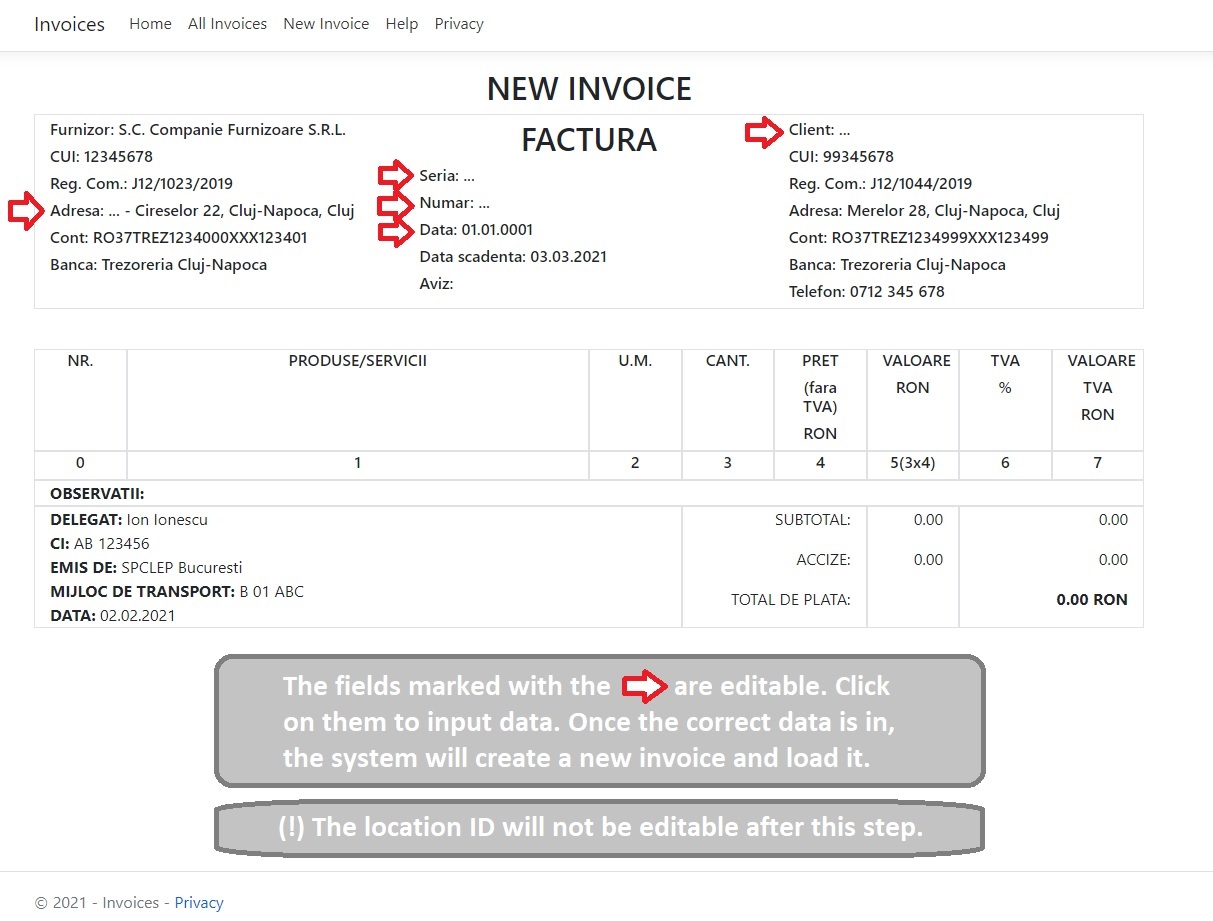 Invoices Home All Invoices New Invoice Help Privacy
NEW INVOICE
Furnizor: S.C. Companie Furnizoare S.R.L.
CUI: 12345678
Reg. Com.: J12/1023/2019
Adresa: ... - Cireselor 22, Cluj-Napoca, Cluj
Cont: RO37TREZ1234000XXX123401
Banca: Trezoreria Cluj-Napoca
FACTURA
Seria: ...
Numar: ...
Data: 01.01.0001
Data scadenta: 03.03.2021
Aviz:
Client: ...
CUI: 99345678
Reg. Com.: J12/1044/2019
Adresa: Merelor 28, Cluj-Napoca, Cluj
Cont: RO37TREZ1234999XXX123499
Banca: Trezoreria Cluj-Napoca
Telefon: 0712 345 678
NR. PRODUSE/SERVICII U.M. CANT. PRET VALOARE TVA VALOARE
(fara RON % TVA
TVA) RON
RON
0 1 2 3 4 5(3x4) 6 7
OBSERVATII:
DELEGAT: Ion Ionescu
CI: AB 123456
EMIS DE: SPCLEP Bucuresti
MIJLOC DE TRANSPORT: B 01 ABC
DATA: 02.02.2021
SUBTOTAL: 0.00 0.00
ACCIZE: 0.00 0.00
TOTAL DE PLATA: 0.00 RON
The fields marked with the are editable. Click
on them to input data. Once the correct data is in,
the system will create a new invoice and load it.
(!) The location ID will not be editable after this step.
© 2021 - Invoices - Privacy